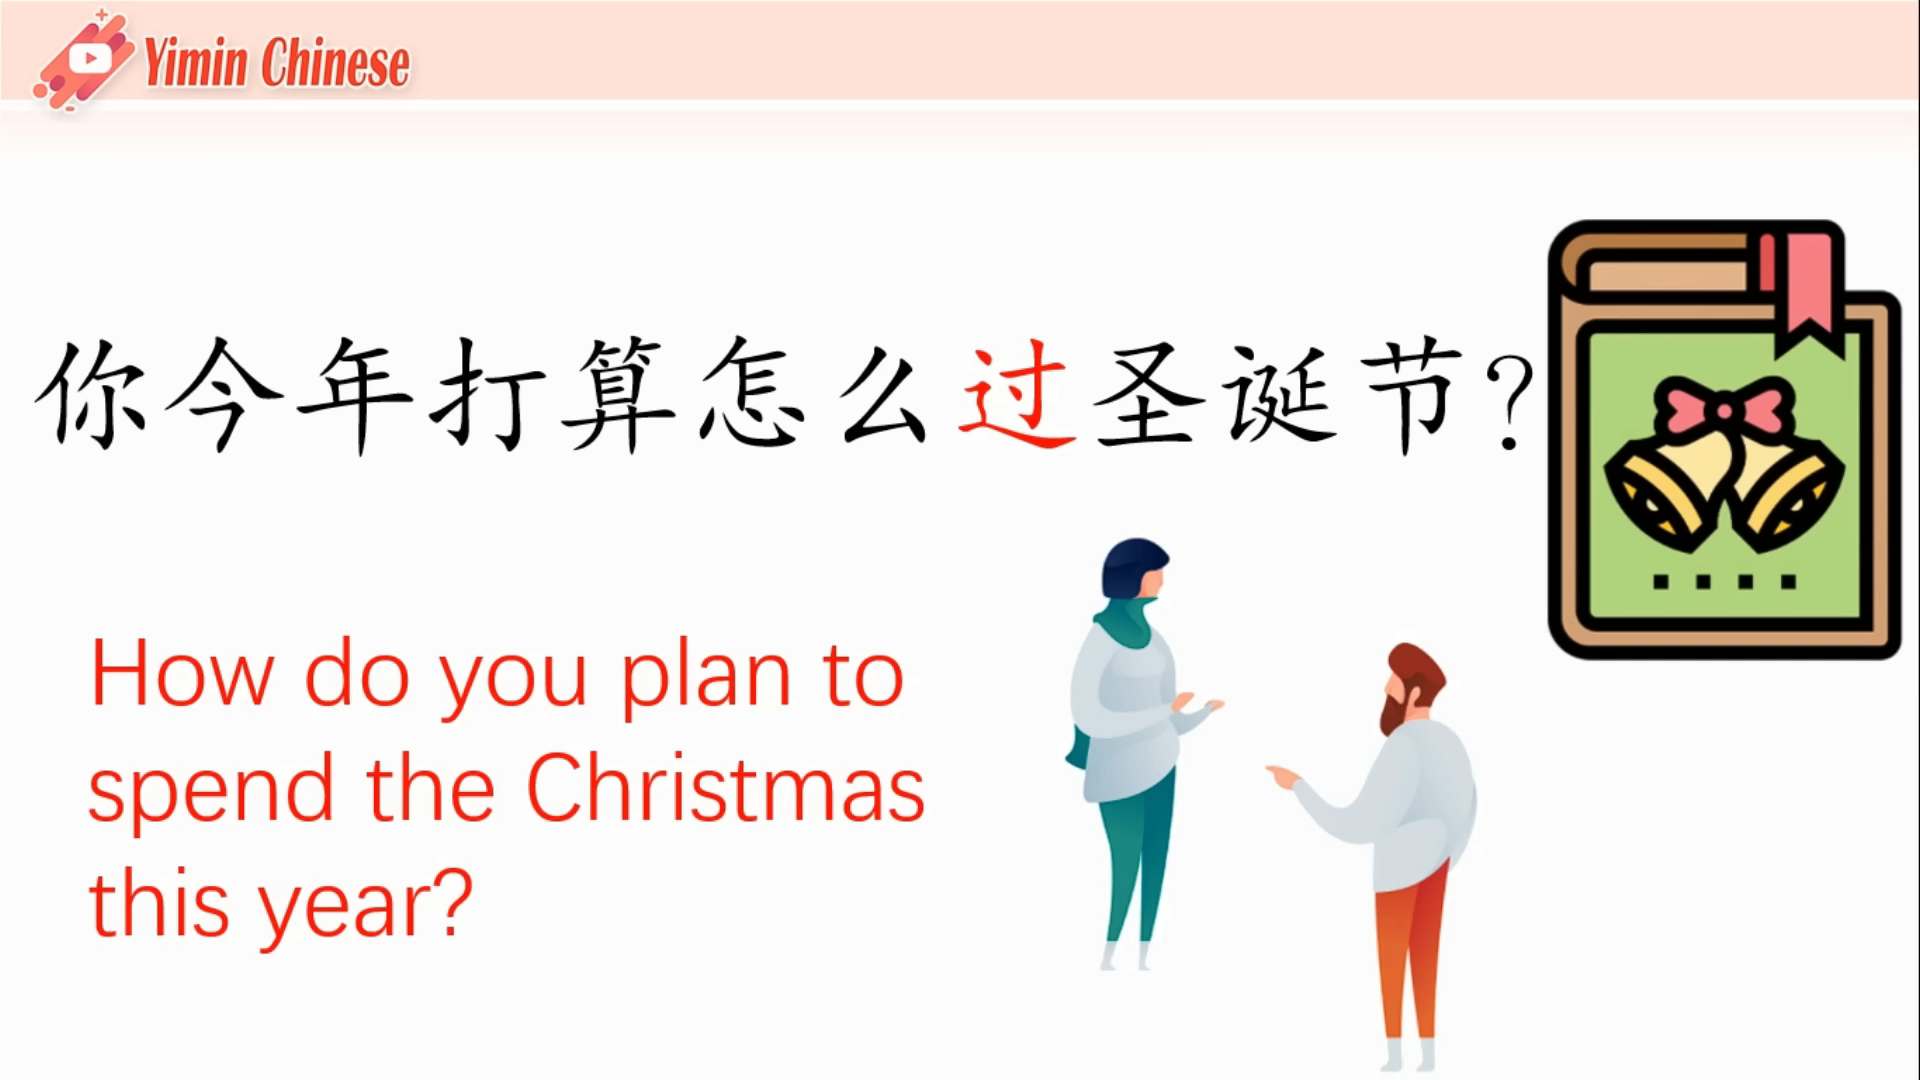 Yimin Chinese
你今年打算怎么过圣诞节?
How do you plan to
spend the Christmas
this year?